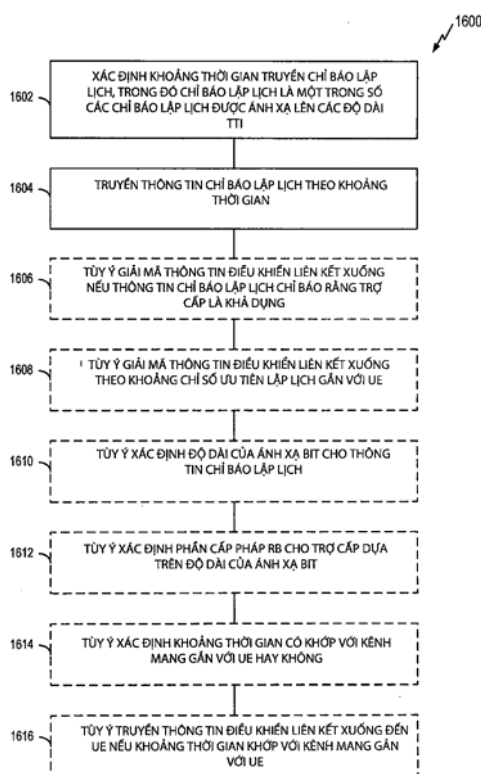 1600
1602
XÁC ĐỊNH KHOẢNG THỜI GIAN TRUYỀN CHỈ BÁO LẬP
LỊCH, TRONG ĐÓ CHỈ BÁO LẬP LỊCH LÀ MỘT TRONG SỐ
CÁC CHỈ BÁO LẬP LỊCH ĐƯỢC ÁNH XẠ LÊN CÁC ĐỘ DÀI
TTI
1604
TRUYỀN THÔNG TIN CHỈ BÁO LẬP LỊCH THEO KHOẢNG
THỜI GIAN
1606
TÙY Ý GIẢI MÃ THÔNG TIN ĐIỀU KHIỂN LIÊN KẾT XUỐNG
NẾU THÔNG TIN CHỈ BÁO LẬP LỊCH CHỈ BÁO RẰNG TRỢ
CẤP LÀ KHẢ DỤNG
1608
TÙY Ý GIẢI MÃ THÔNG TIN ĐIỀU KHIỂN LIÊN KẾT XUỐNG
THEO KHOẢNG CHỈ SỐ ƯU TIÊN LẬP LỊCH GẮN VỚI UE
1610
TÙY Ý XÁC ĐỊNH ĐỘ DÀI CỦA ÁNH XẠ BIT CHO THÔNG
TIN CHỈ BÁO LẬP LỊCH
1612
TÙY Ý XÁC ĐỊNH PHẦN CẤP PHÁP RB CHO TRỢ CẤP DỰA
TRÊN ĐỘ DÀI CỦA ÁNH XẠ BIT
1614
TÙY Ý XÁC ĐỊNH KHOẢNG THỜI GIAN CÓ KHỚP VỚI KÊNH
MANG GẮN VỚI UE HAY KHÔNG
1616
TÙY Ý TRUYỀN THÔNG TIN ĐIỀU KHIỂN LIÊN KẾT XUỐNG ĐẾN
UE NẾU KHOẢNG THỜI GIAN KHỚP VỚI KÊNH MANG GẮN
VỚI UE